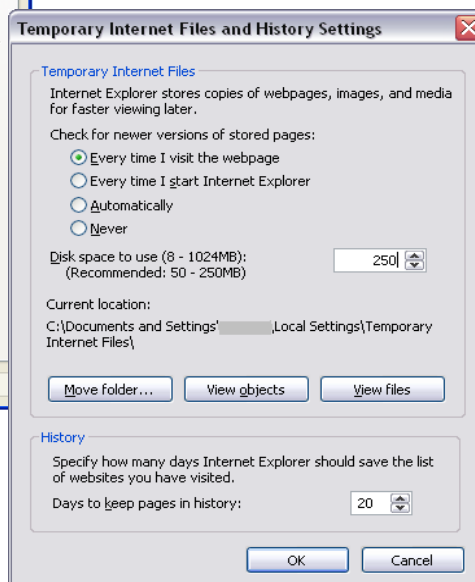 Temporary Internet Files and History Settings
Temporary Internet Files
Internet Explorer stores copies of webpages, images, and media
for faster viewing later.
Check for newer versions of stored pages:
Every time I visit the webpage
Every time I start Internet Explorer
Automatically
Never
Disk space to use (8 - 1024MB): 250
(Recommended: 50 - 250MB)
Current location:
C:\Documents and Settings' ,Local Settings\Temporary
Internet Files\
Move folder... View objects View files
History
Specify how many days Internet Explorer should save the list
of websites you have visited.
Days to keep pages in history: 20
OK Cancel